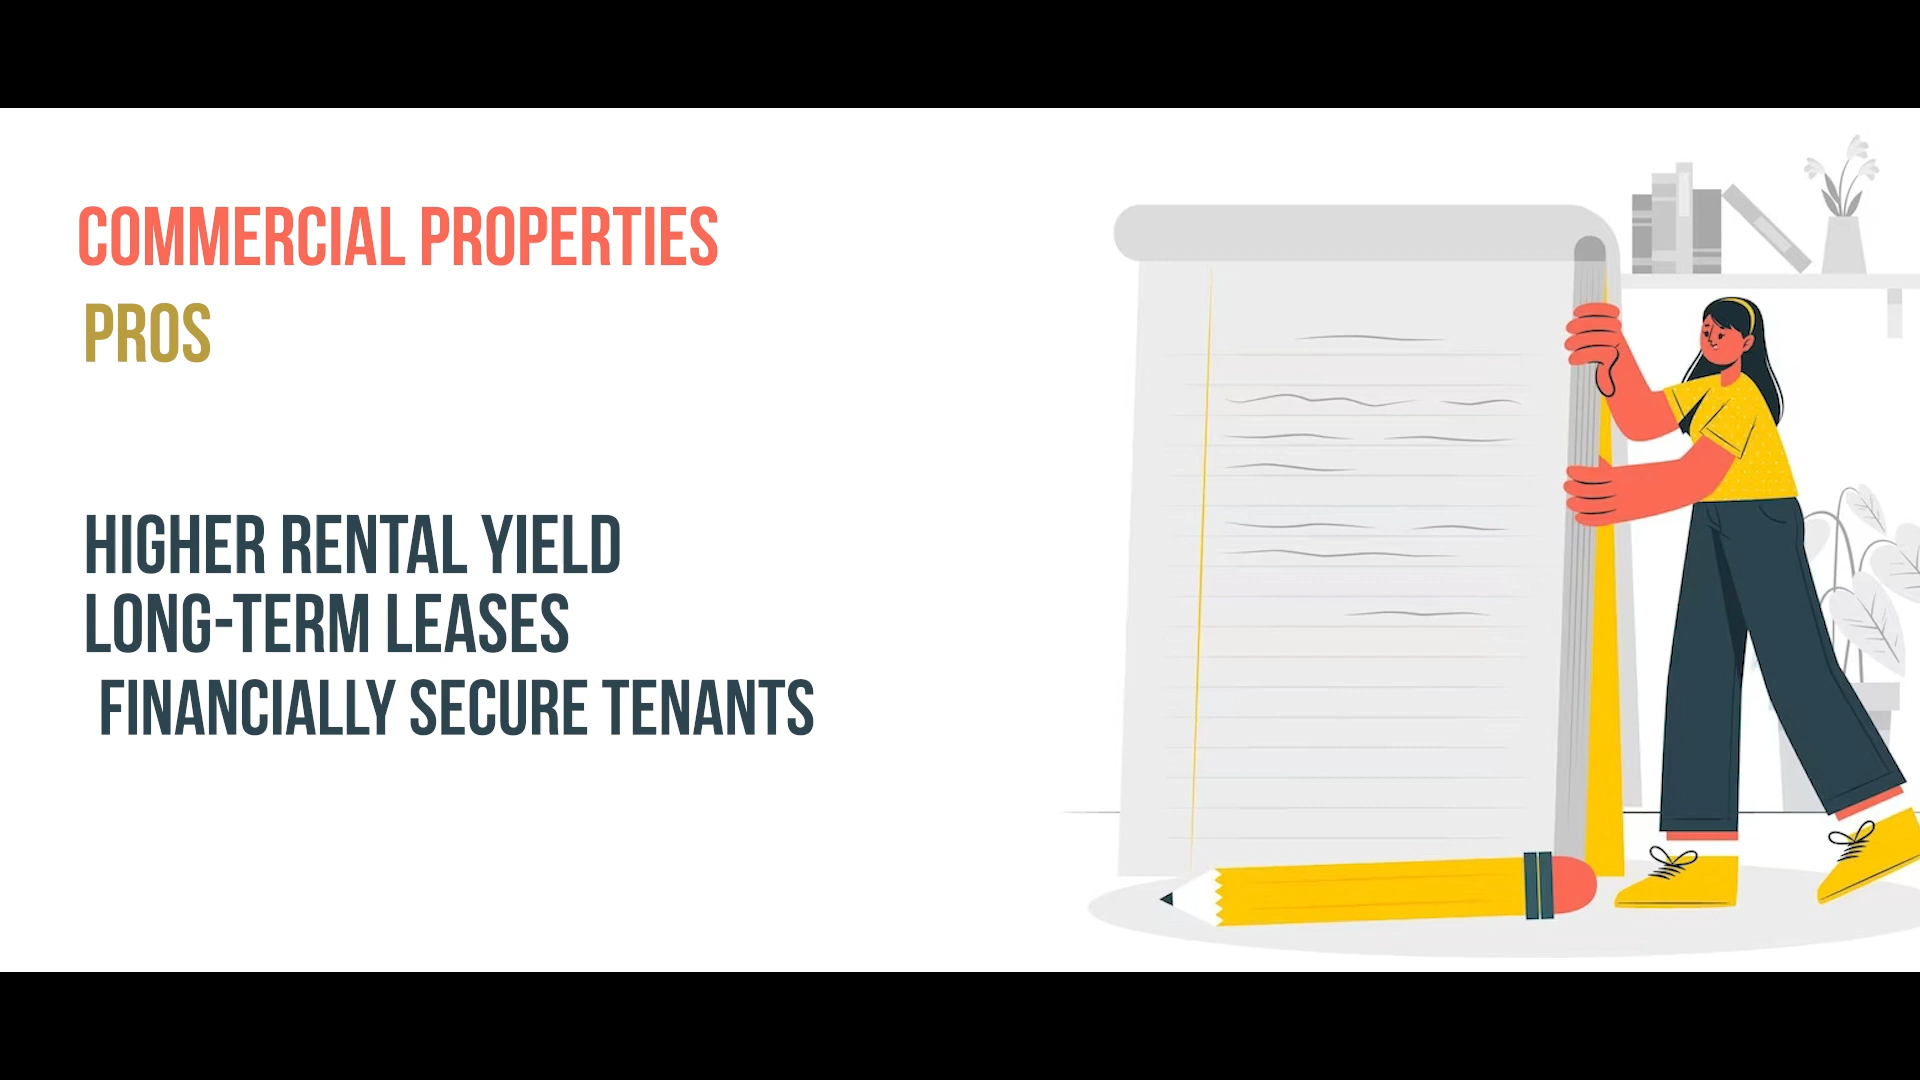 COMMERCIAL PROPERTIES
PROS
HIGHER RENTAL YIELD
LONG-TERM LEASES
FINANCIALLY SECURE TENANTS